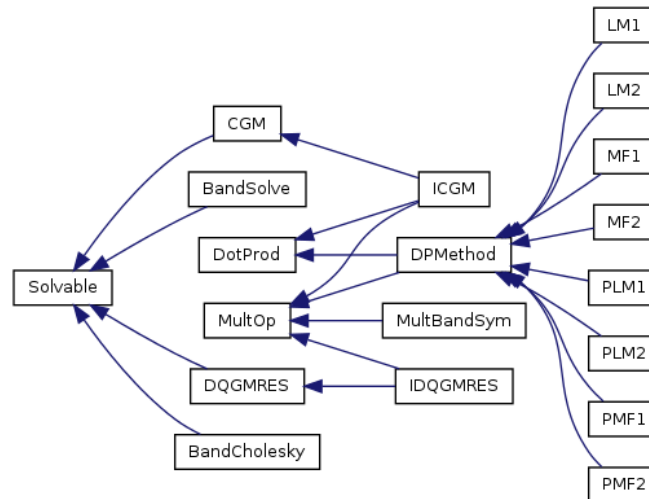 LM1
LM2
CGM
MF1
BandSolve
ICGM
MF2
DotProd
DPMethod
Solvable
PLM1
MultOp
MultBandSym
PLM2
DQGMRES
IDQGMRES
PMF1
BandCholesky
PMF2